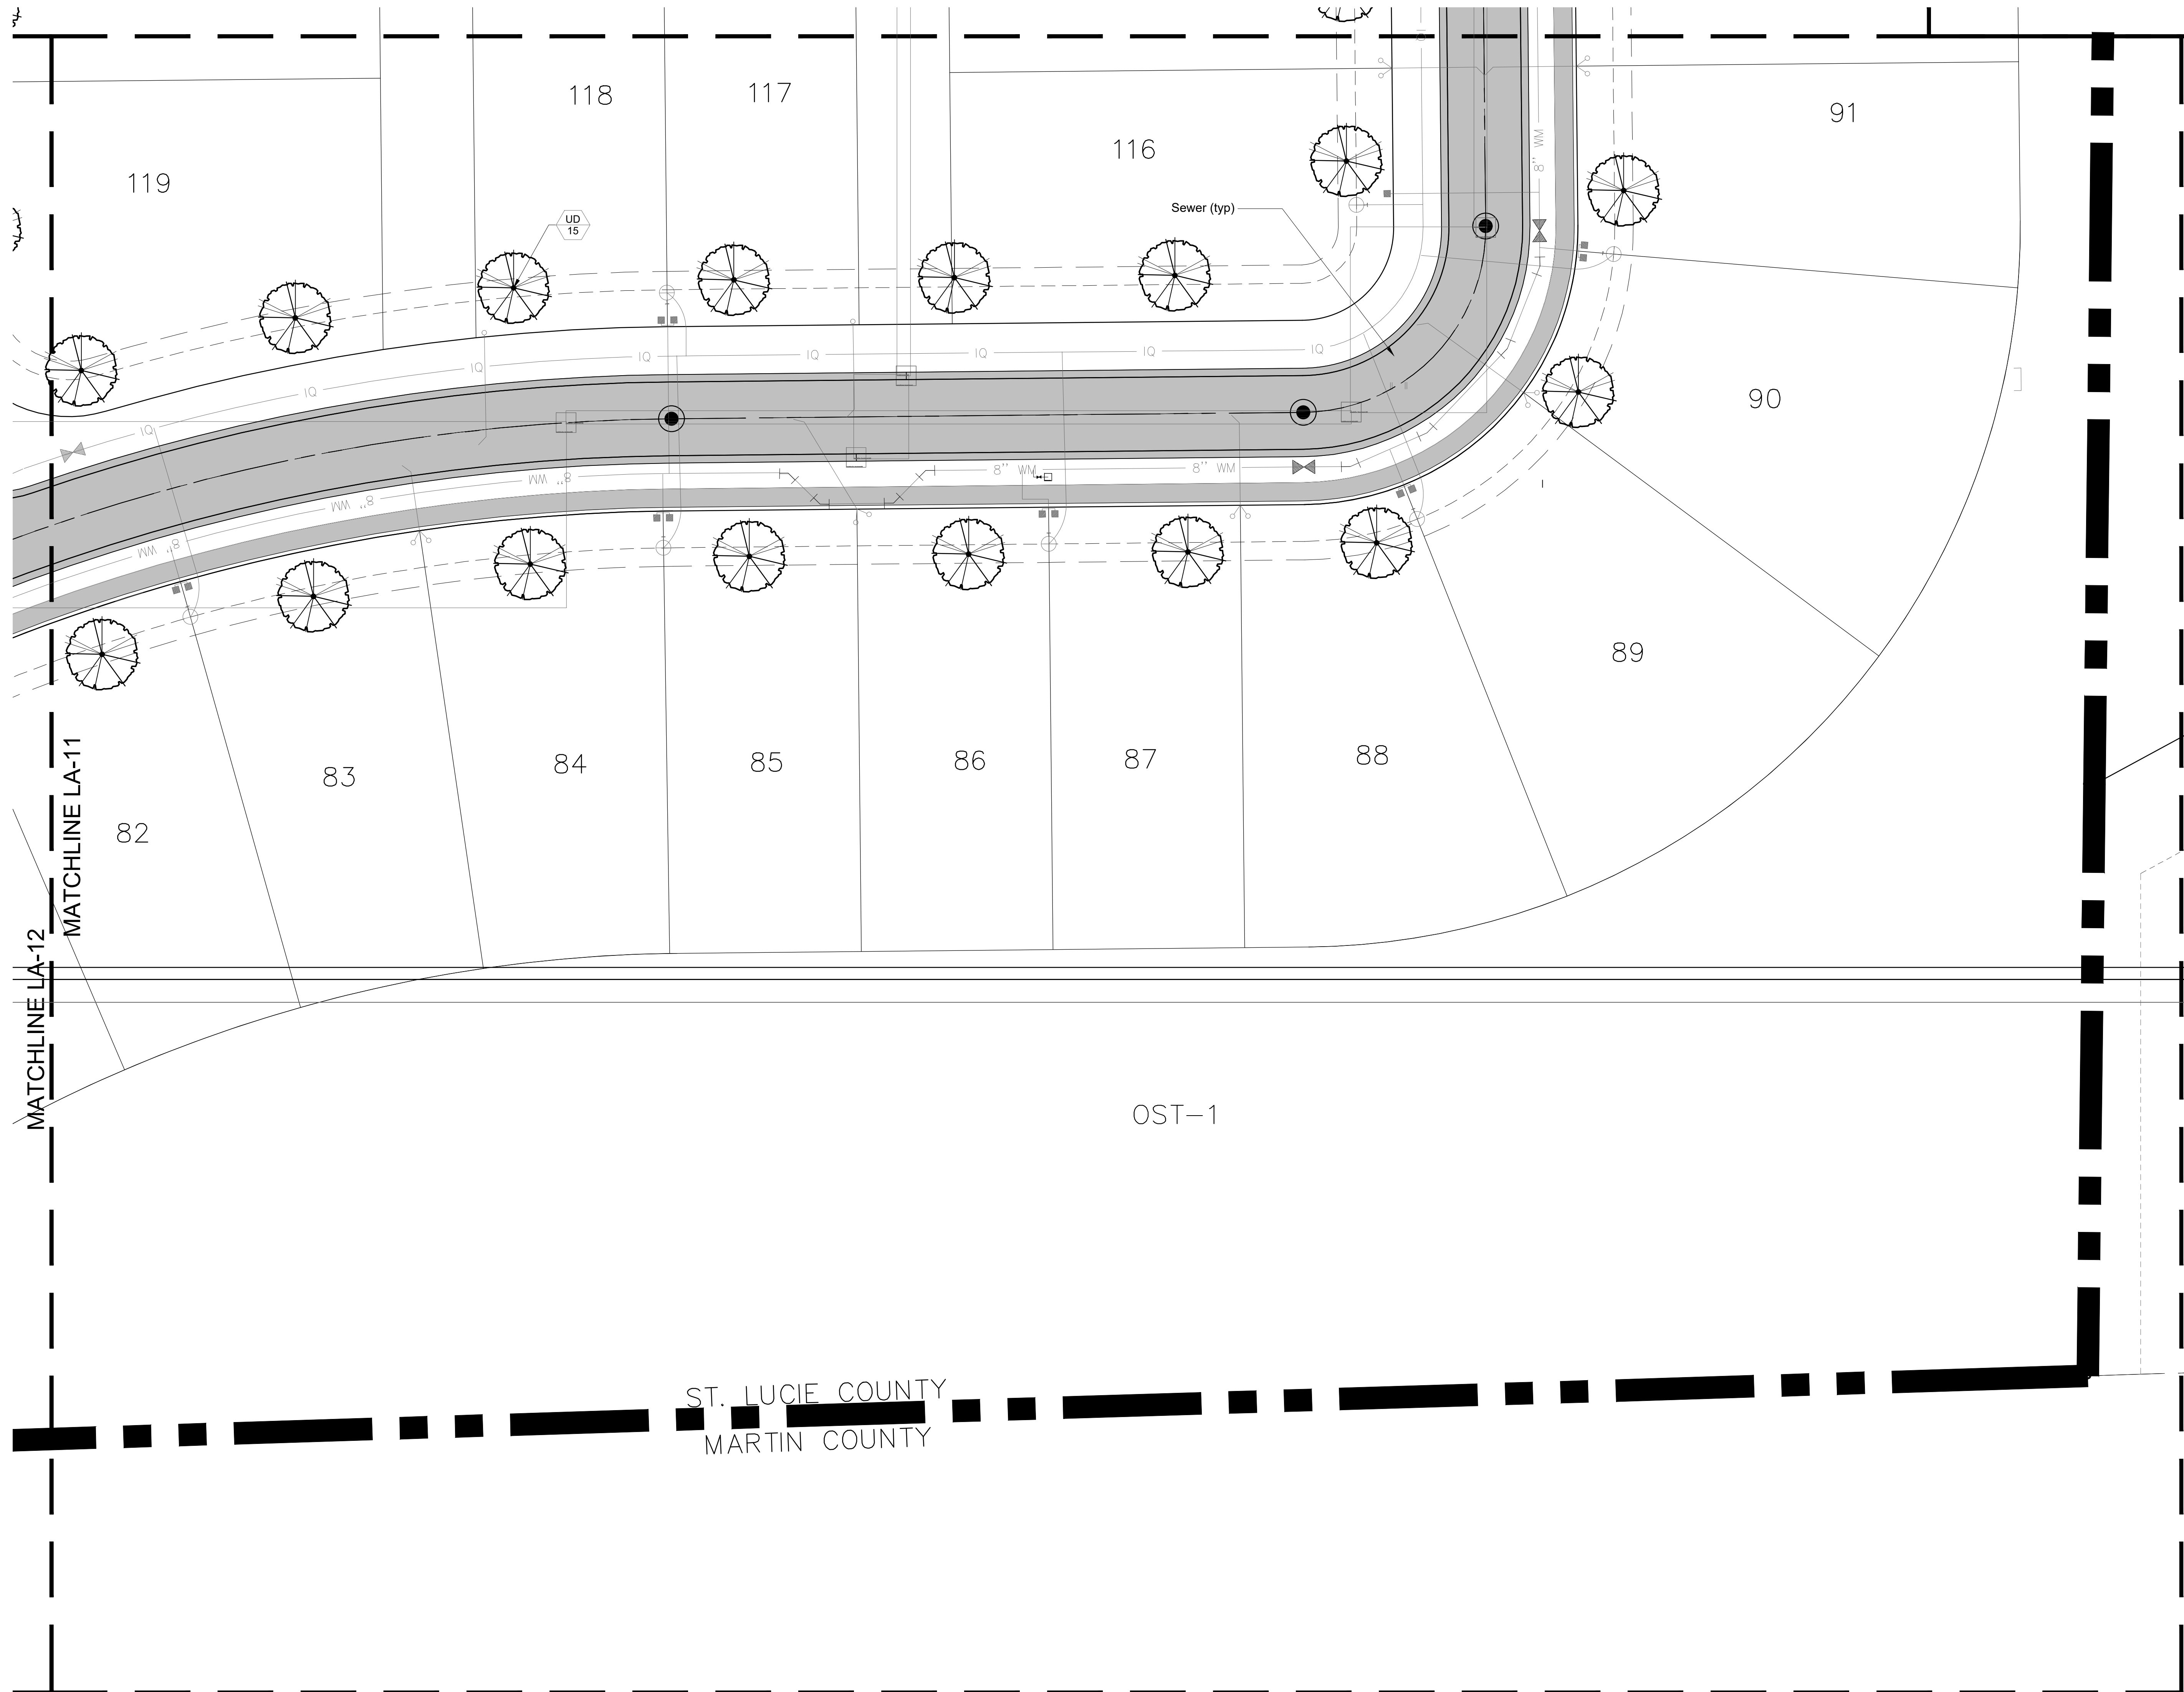 118
117
91
116
119
8" WM
UD
15
Sewer (typ)
IQ
IQ
IQ
IQ
IQ
IQ
IQ
IQ
90
8" WM
8" WM
8" WM
8" WM
8" WM
89
83
84
85
86
87
88
82
MATCHLINE LA-11
MATCHLINE LA-12
OST-1
ST. LUCIE COUNTY
MARTIN COUNTY